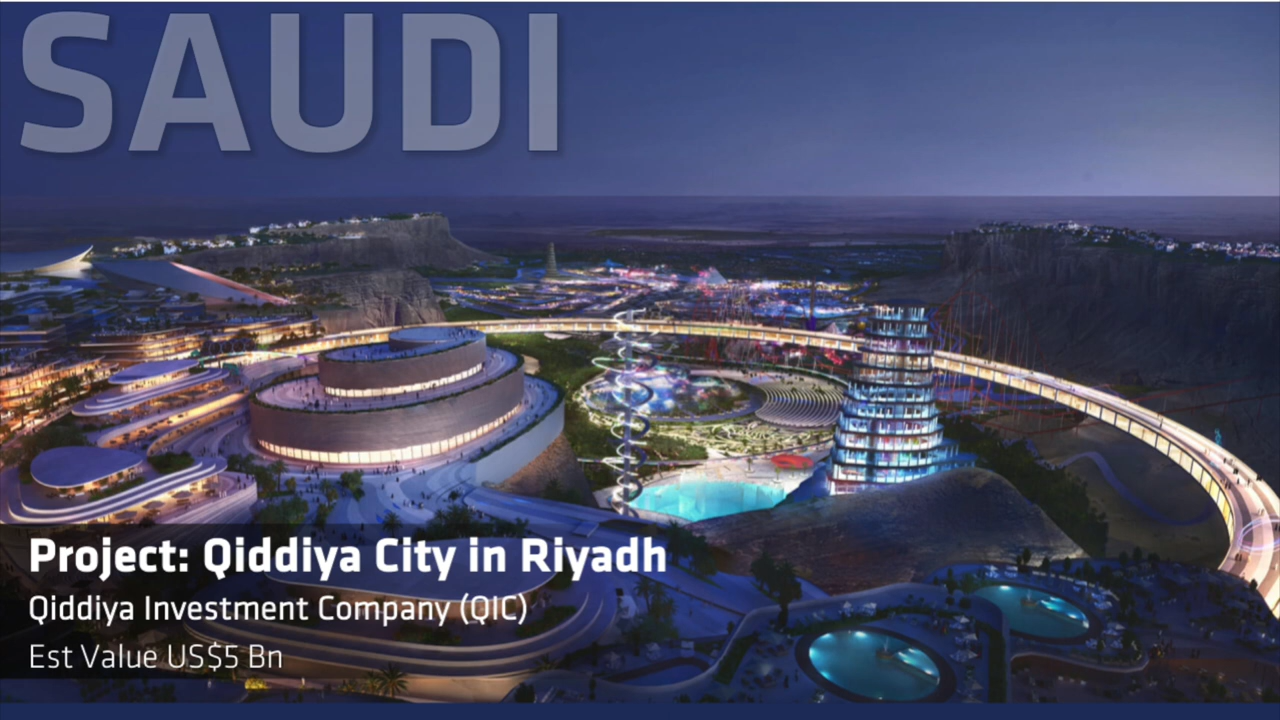 SAUDI
Project: Qiddiya City in Riyadh
Qiddiya Investment Company (QIC)
Est Value US$5 Bn